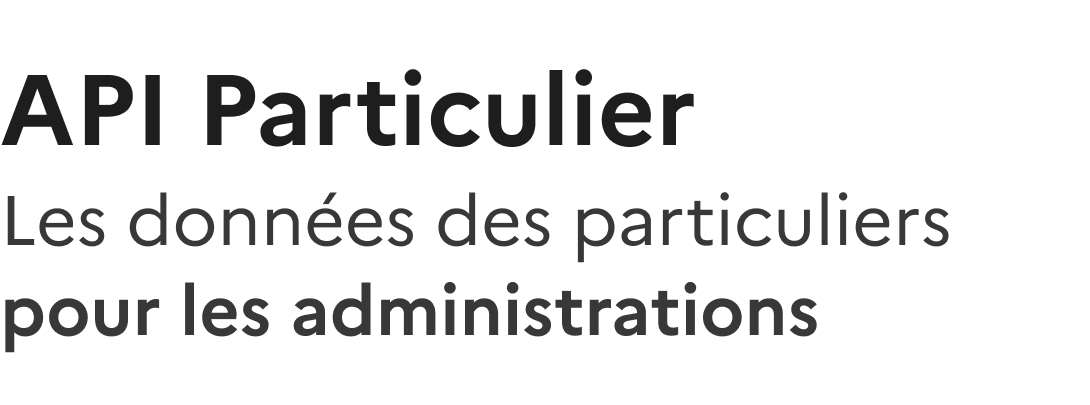 API Particulier
Les données des particuliers
pour les administrations